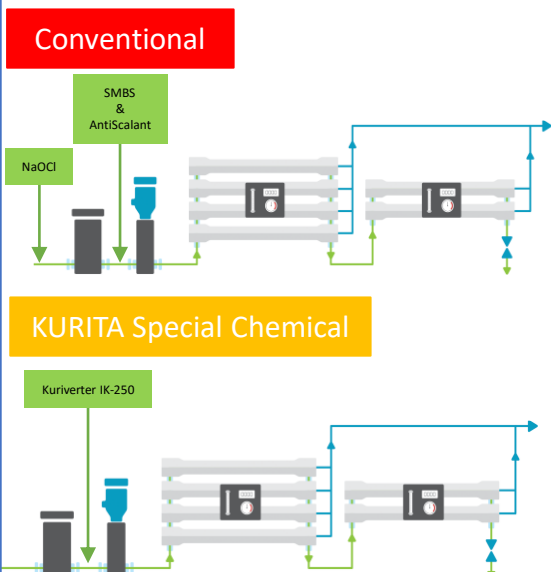 Conventional
SMBS
&
AntiScalant
NaOCl
KURITA Special Chemical
Kuriverter IK-250